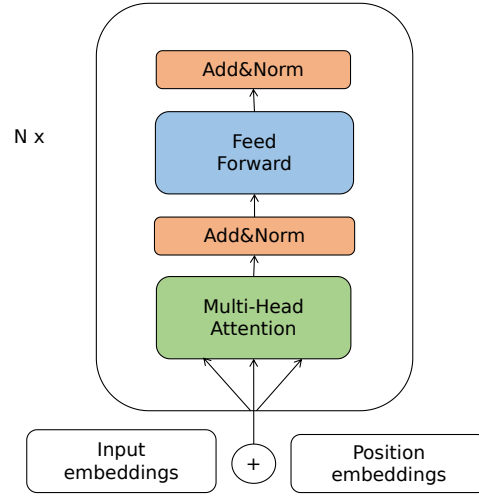 Add&Norm
N x
Feed
Forward
Add&Norm
Multi-Head
Attention
Input
embeddings
+
Position
embeddings